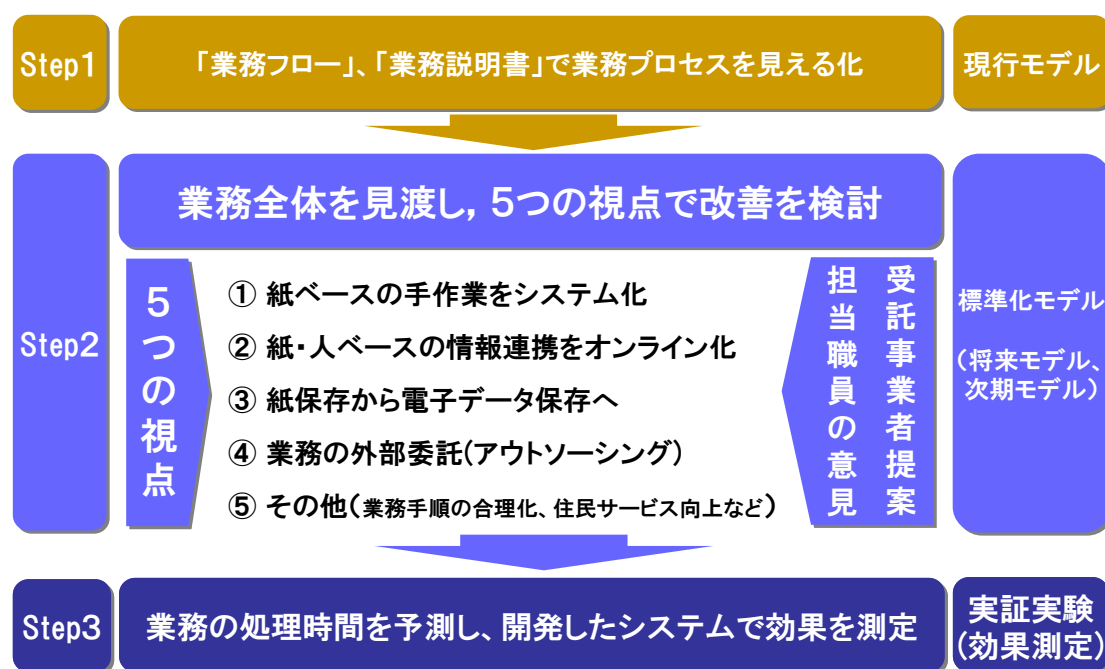 Step1
「業務フロー」、「業務説明書」で業務プロセスを見える化
現行モデル
Step2
業務全体を見渡し，５つの視点で改善を検討
５つの視点
① 紙ベースの手作業をシステム化
② 紙・人ベースの情報連携をオンライン化
③ 紙保存から電子データ保存へ
④ 業務の外部委託(アウトソーシング)
⑤ その他（業務手順の合理化、住民サービス向上など）
受託事業者提案
担当職員の意見
標準化モデル
（将来モデル、
次期モデル）
Step3
業務の処理時間を予測し、開発したシステムで効果を測定
実証実験
(効果測定)